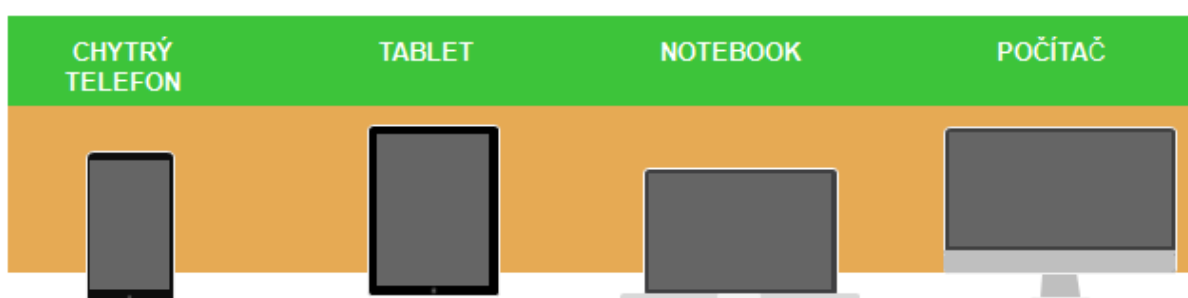 CHYTRÝ
TELEFON
TABLET
NOTEBOOK
POČÍTAČ